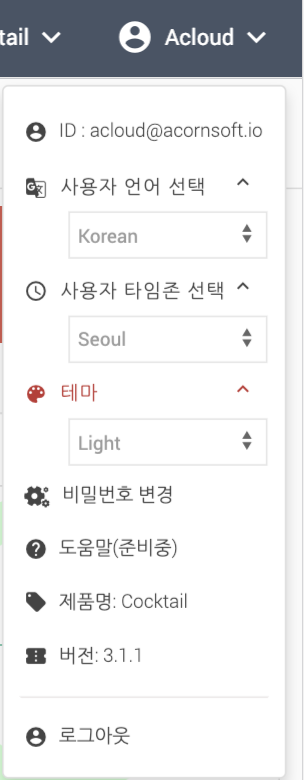 tail
Acloud
ID : acloud@acornsoft.io
사용자 언어 선택
Korean
사용자 타임존 선택
Seoul
테마
Light
비밀번호 변경
도움말(준비중)
제품명: Cocktail
버전: 3.1.1
로그아웃